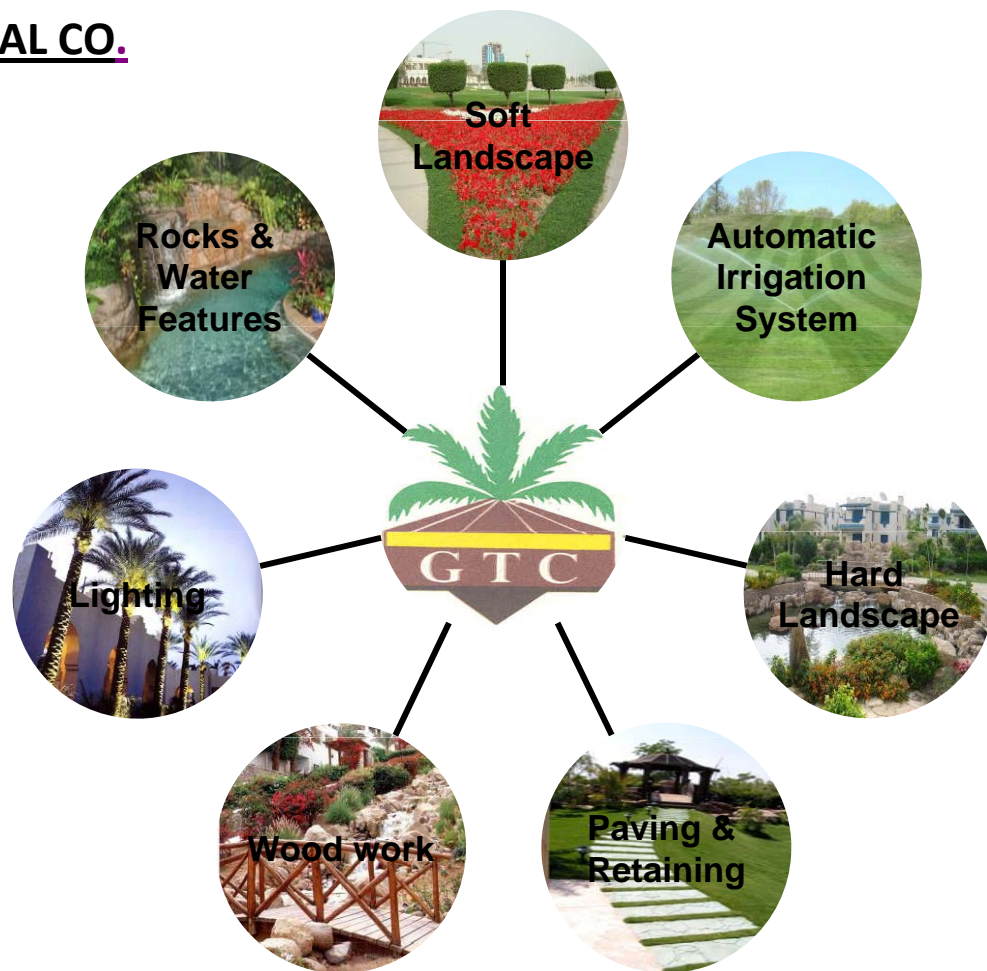 AL CO.
Soft
Landscape
Rocks &
Water
Features
Automatic
Irrigation
System
GTC
Lighting
Hard
Landscape
Wood work
Paving &
Retaining